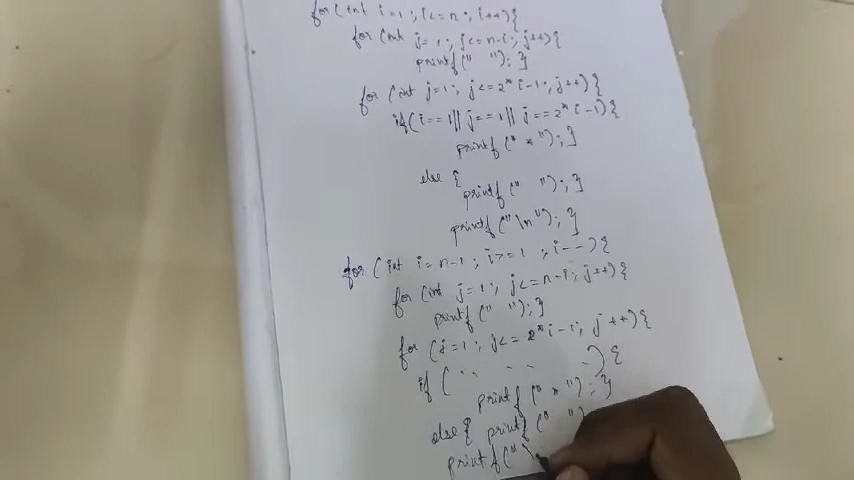 for(int i=1; i<=n; i++){
for(int j=1; j<=n-i; j++){
printf(" "); }
for(int j=1; j<=2*i-1; j++){
if(i==1||j==1||j==2*i-1){
printf("*"); }
else {
printf(" "); }
printf("\n"); }
for(int i=n-1; i>=1; i--){
for(int j=1; j<=n-i; j++){
printf(" "); }
for(j=1; j<=2*i-1; j++){
if( . . . . ){
printf("*"); }
else{ printf(" ")
printf("\